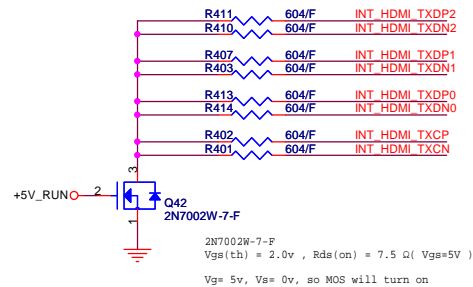 R411 604/F INT_HDMI_TXDP2
R410 604/F INT_HDMI_TXDN2
R407 604/F INT_HDMI_TXDP1
R403 604/F INT_HDMI_TXDN1
R413 604/F INT_HDMI_TXDP0
R414 604/F INT_HDMI_TXDN0
R402 604/F INT_HDMI_TXCP
R401 604/F INT_HDMI_TXCN
3
+5V_RUN 2
Q42
2N7002W-7-F
1
2N7002W-7-F
Vgs(th) = 2.0v , Rds(on) = 7.5 Ω( Vgs=5V )
Vg= 5v, Vs= 0v, so MOS will turn on